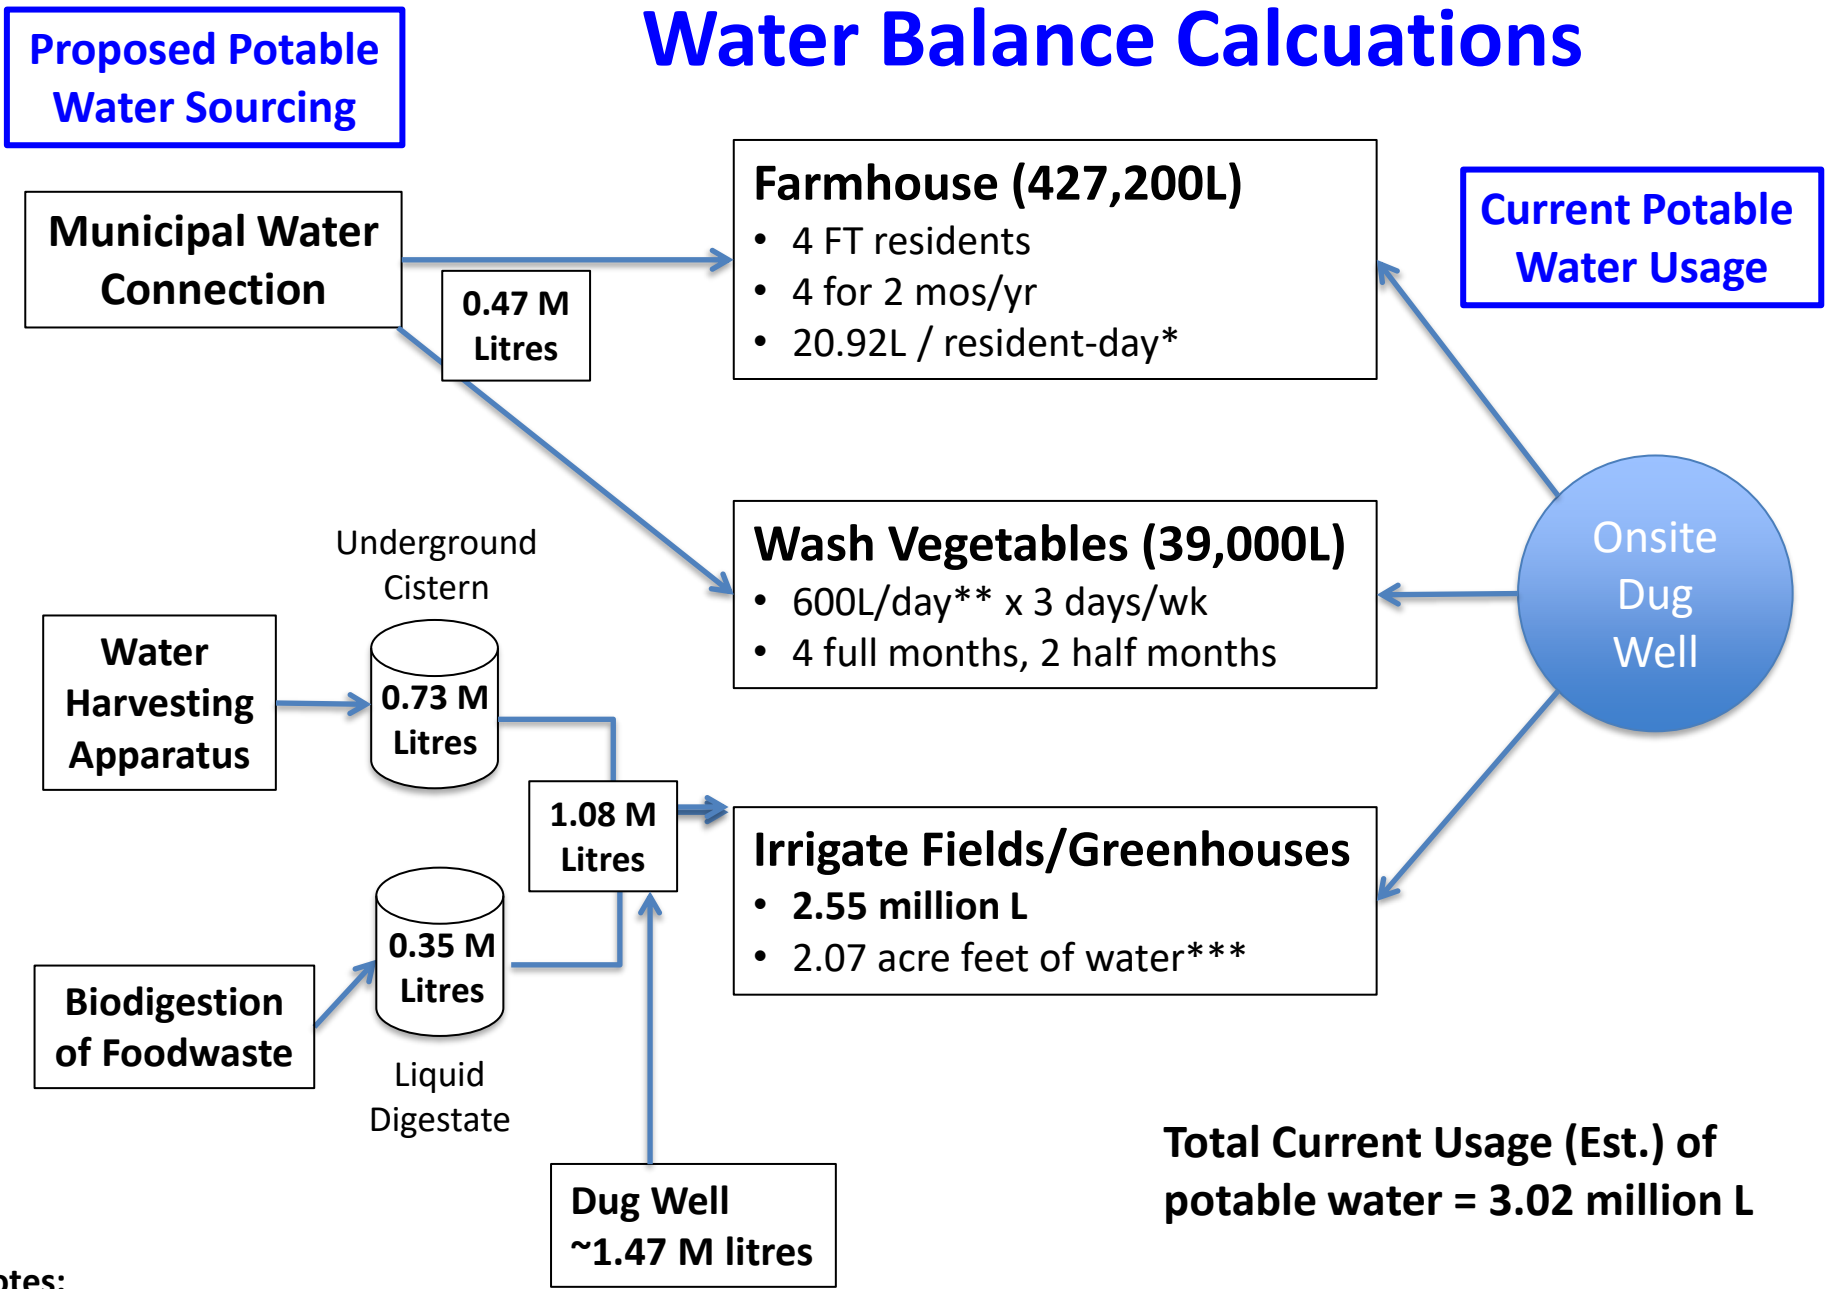 Water Balance Calcuations
Proposed Potable
Water Sourcing
Municipal Water
Connection
0.47 M
Litres
Farmhouse (427,200L)
• 4 FT residents
• 4 for 2 mos/yr
• 20.92L / resident-day*
Current Potable
Water Usage
Wash Vegetables (39,000L)
• 600L/day** x 3 days/wk
• 4 full months, 2 half months
Onsite
Dug
Well
Underground
Cistern
Water
Harvesting
Apparatus
0.73 M
Litres
1.08 M
Litres
Irrigate Fields/Greenhouses
• 2.55 million L
• 2.07 acre feet of water***
0.35 M
Litres
Biodigestion
of Foodwaste
Liquid
Digestate
Dug Well
~1.47 M litres
Total Current Usage (Est.) of
potable water = 3.02 million L